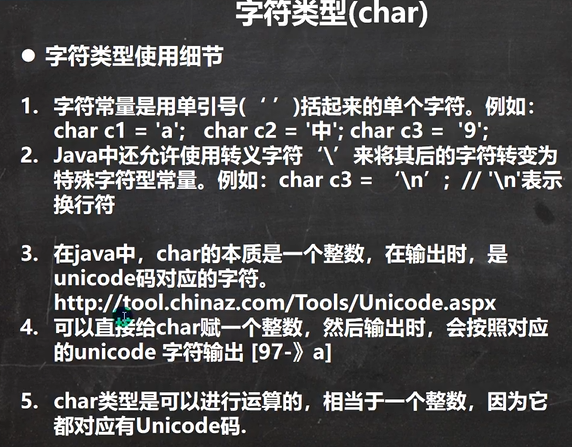 字符类型(char)
● 字符类型使用细节
1. 字符常量是用单引号(‘ ’)括起来的单个字符。例如：
char c1 = 'a'; char c2 = '中'; char c3 = '9';
2. Java中还允许使用转义字符‘\’来将其后的字符转变为
特殊字符型常量。例如：char c3 = ‘\n’; // '\n'表示
换行符
3. 在java中，char的本质是一个整数，在输出时，是
unicode码对应的字符。
http://tool.chinaz.com/Tools/Unicode.aspx
4. 可以直接给char赋一个整数，然后输出时，会按照对应
的unicode 字符输出 [97-》a]
5. char类型是可以进行运算的，相当于一个整数，因为它
都对应有Unicode码.